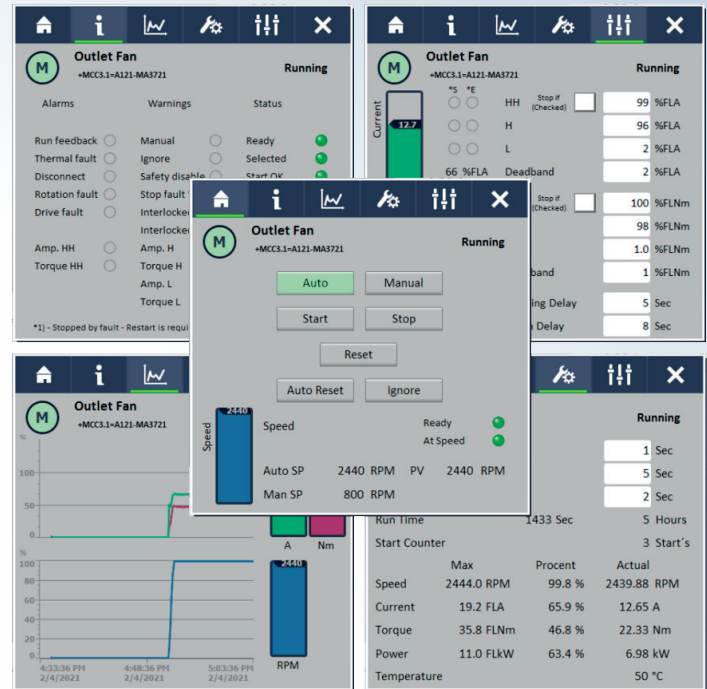 M
Outlet Fan
+MCC3.1=A121-MA3721
Running
Alarms Warnings Status
Run feedback Manual Ready
Thermal fault Ignore Selected
Disconnect Safety disable Start OK
Rotation fault Stop fault
Drive fault Interlocked
Interlocked
Amp. HH Amp. H
Torque HH Torque H
Amp. L
Torque L
*1) - Stopped by fault - Restart is requi
M
Outlet Fan
+MCC3.1=A121-MA3721
Running
*S *E
Current
12.7
HH Stop if (Checked) 99 %FLA
H 96 %FLA
L 2 %FLA
66 %FLA Deadband 2 %FLA
Stop if (Checked) 100 %FLNm
98 %FLNm
1.0 %FLNm
band 1 %FLNm
ing Delay 5 Sec
Delay 8 Sec
M
Outlet Fan
+MCC3.1=A121-MA3721
Running
Auto Manual
Start Stop
Reset
Auto Reset Ignore
Speed
2440
Speed Ready
At Speed
Auto SP 2440 RPM PV 2440 RPM
Man SP 800 RPM
M
Outlet Fan
+MCC3.1=A121-MA3721
%
100
50
0
A Nm
%
100
80
60
40
20
0
2440
RPM
4:33:36 PM 4:48:36 PM 5:03:36 PM
2/4/2021 2/4/2021 2/4/2021
Running
1 Sec
5 Sec
2 Sec
Run Time 1433 Sec 5 Hours
Start Counter 3 Start´s
Max Procent Actual
Speed 2444.0 RPM 99.8 % 2439.88 RPM
Current 19.2 FLA 65.9 % 12.65 A
Torque 35.8 FLNm 46.8 % 22.33 Nm
Power 11.0 FLkW 63.4 % 6.98 kW
Temperature 50 °C